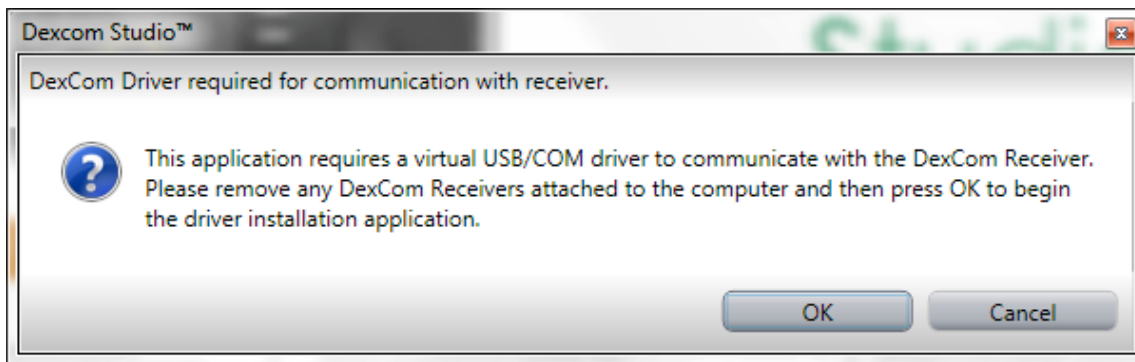 Dexcom Studio™
DexCom Driver required for communication with receiver.
This application requires a virtual USB/COM driver to communicate with the DexCom Receiver.
Please remove any DexCom Receivers attached to the computer and then press OK to begin
the driver installation application.
OK
Cancel